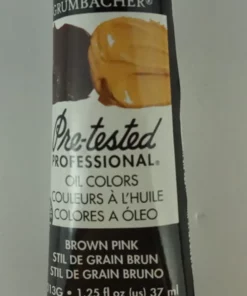 GRUMBACHER®
Pre-tested
PROFESSIONAL®
OIL COLORS
COULEURS À L'HUILE
COLORES A ÓLEO
BROWN PINK
STIL DE GRAIN BRUN
STIL DE GRAIN BRUNO
13G • 1.25 fl oz (us) 37 ml